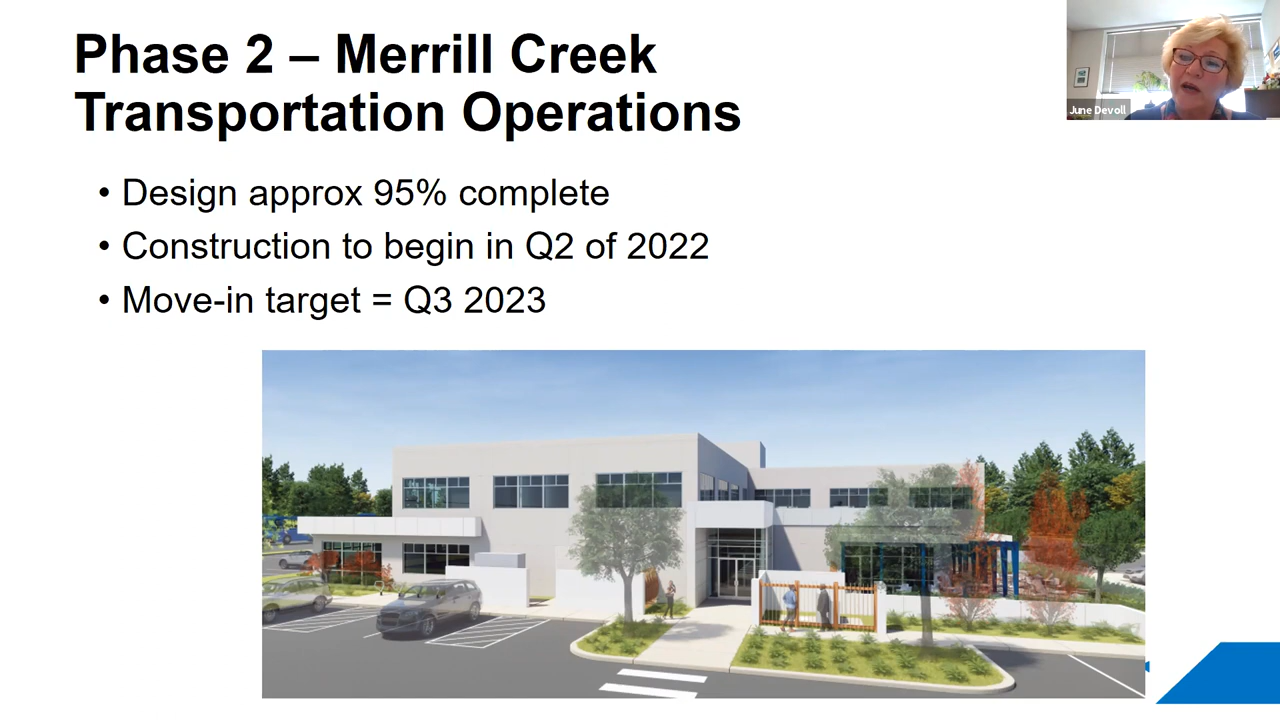 Phase 2 – Merrill Creek
Transportation Operations
June Devoll
• Design approx 95% complete
• Construction to begin in Q2 of 2022
• Move-in target = Q3 2023